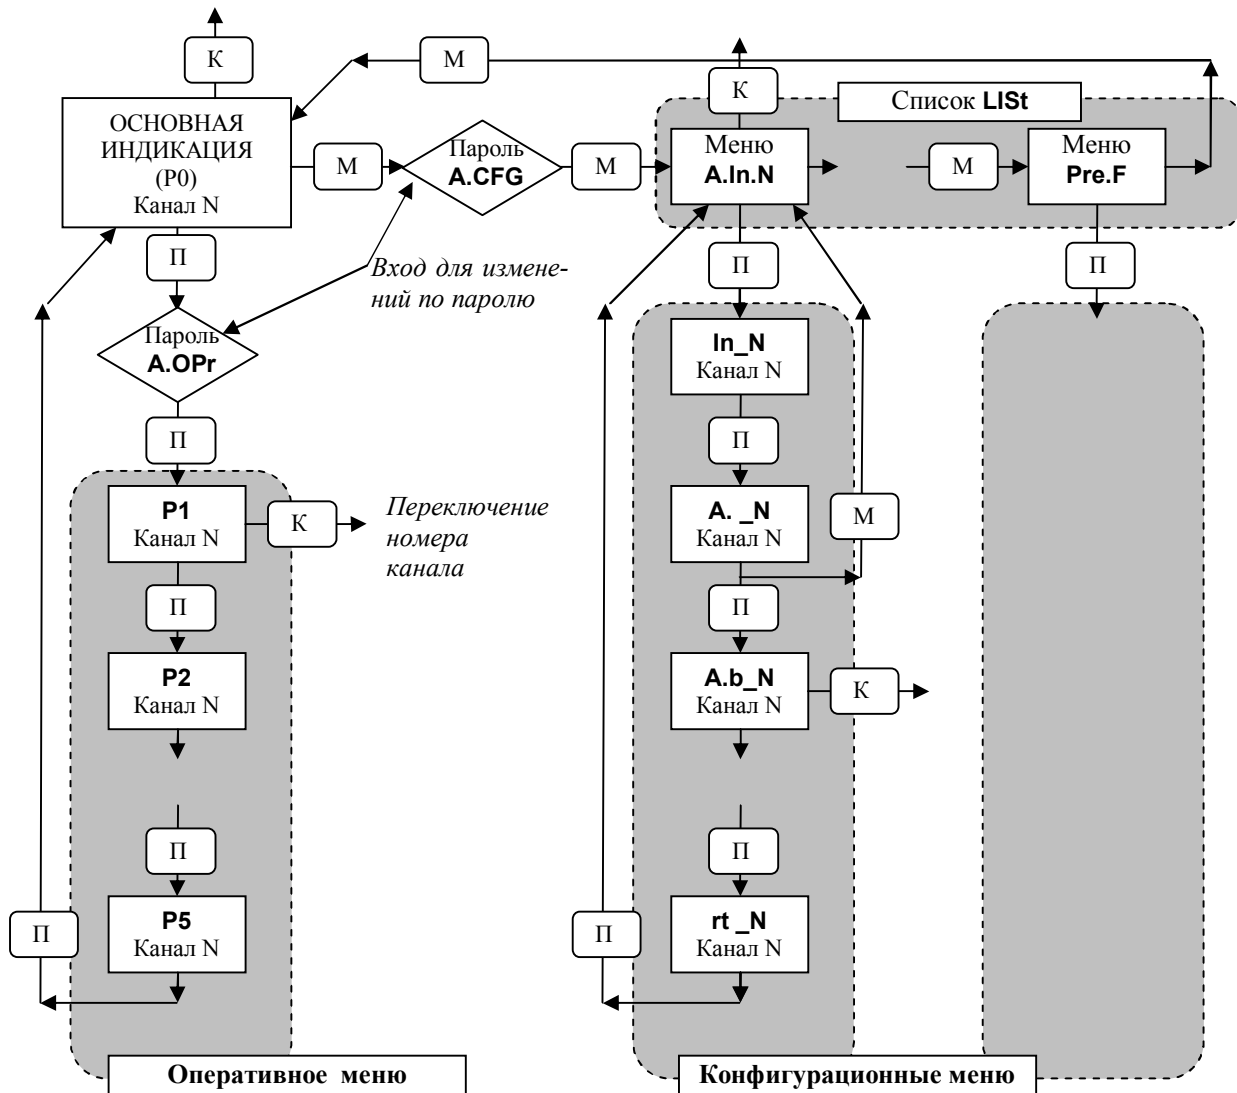 К
М
К
Список LISt
ОСНОВНАЯ
ИНДИКАЦИЯ
(P0)
Канал N
М
Пароль
A.CFG
М
Меню
A.In.N
М
Меню
Pre.F
П
Вход для измене-
ний по паролю
П
П
Пароль
A.OPr
In_N
Канал N
П
П
P1
Канал N
К
Переключение
номера
канала
A. _N
Канал N
М
П
П
P2
Канал N
A.b_N
Канал N
К
П
П
П
P5
Канал N
П
rt _N
Канал N
Оперативное меню
Конфигурационные меню